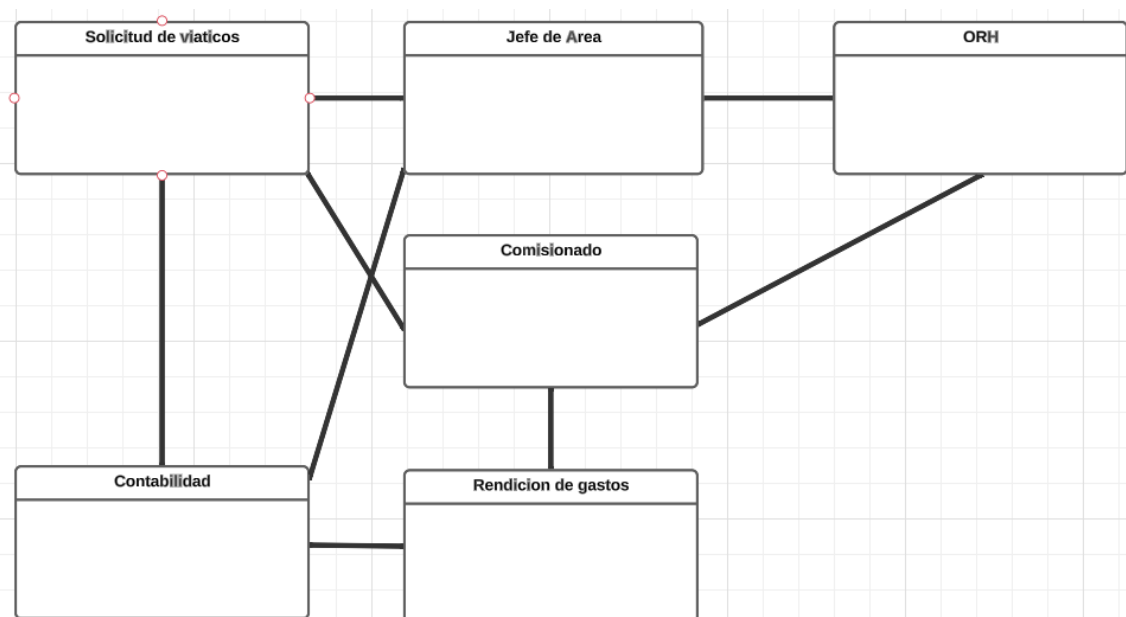 Solicitud de viaticos
Jefe de Area
ORH
Comisionado
Contabilidad
Rendicion de gastos